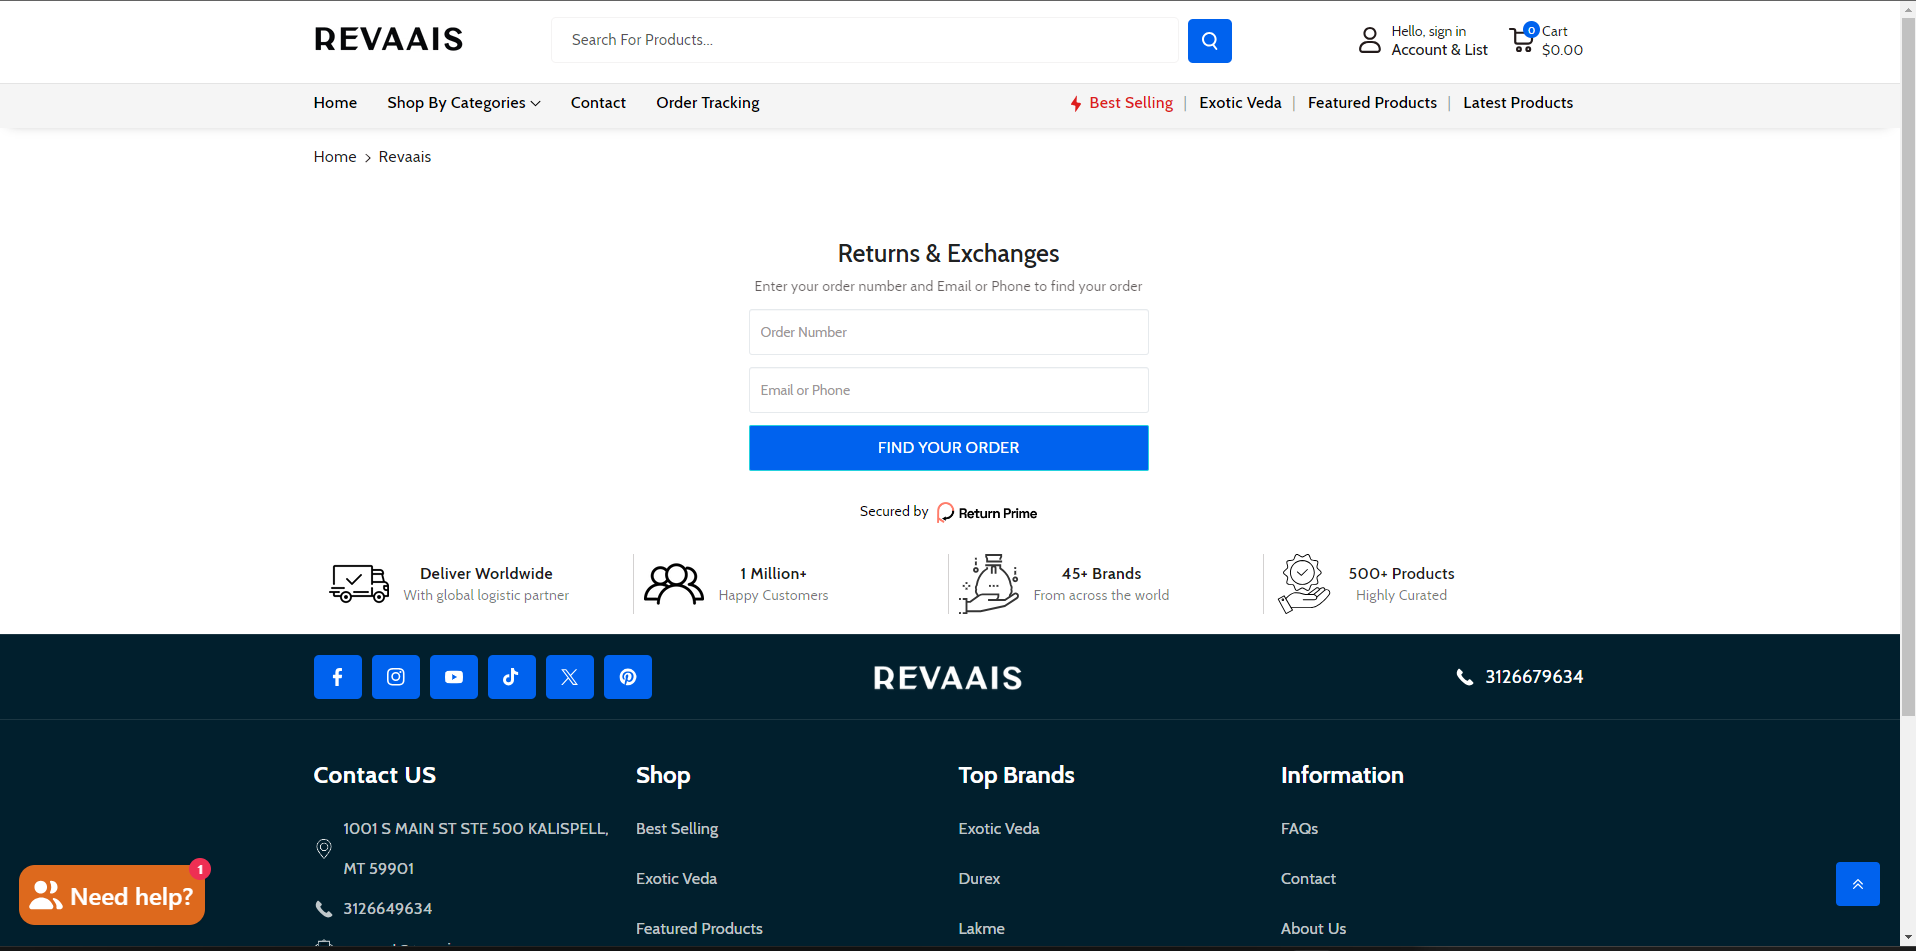 REVAAIS
Search For Products...
Hello, sign in
Account & List
0
Cart
$0.00
Home
Shop By Categories
Contact
Order Tracking
Best Selling
Exotic Veda
Featured Products
Latest Products
Home > Revaais
Returns & Exchanges
Enter your order number and Email or Phone to find your order
Order Number
Email or Phone
FIND YOUR ORDER
Secured by Return Prime
Deliver Worldwide
With global logistic partner
1 Million+
Happy Customers
45+ Brands
From across the world
500+ Products
Highly Curated
REVAAIS
3126679634
Contact US
1001 S MAIN ST STE 500 KALISPELL,
MT 59901
3126649634
Shop
Best Selling
Exotic Veda
Featured Products
Top Brands
Exotic Veda
Durex
Lakme
Information
FAQs
Contact
About Us
Need help?
1